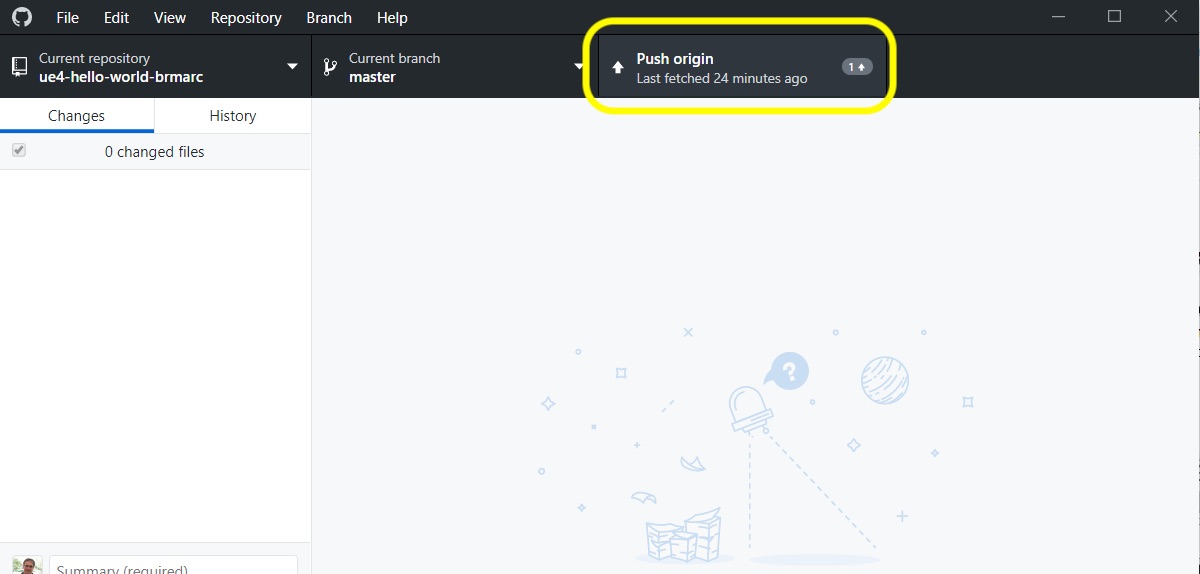 File Edit View Repository Branch Help
Current repository
ue4-hello-world-brmarc
Current branch
master
Push origin
Last fetched 24 minutes ago
1
Changes History
0 changed files
?
Summary (required)